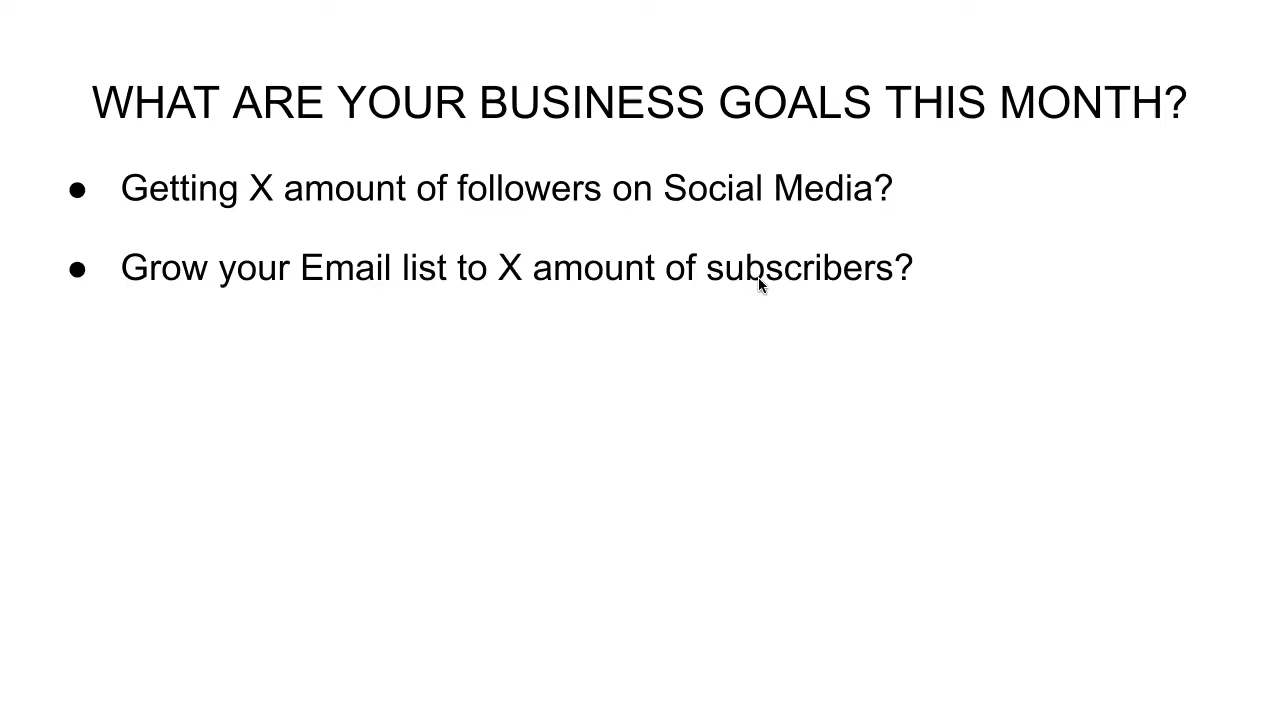 WHAT ARE YOUR BUSINESS GOALS THIS MONTH?
● Getting X amount of followers on Social Media?
● Grow your Email list to X amount of subscribers?